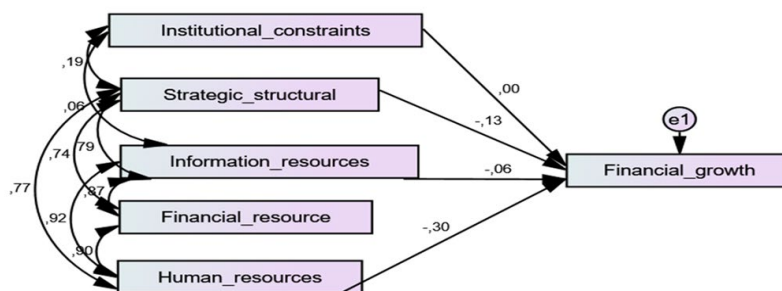 Institutional_constraints
,19
,00
Strategic_structural
,06
-,13
e1
79
,74
Information_resources
-,06
Financial_growth
,87
,77
,92
Financial_resource
-,30
,90
Human_resources